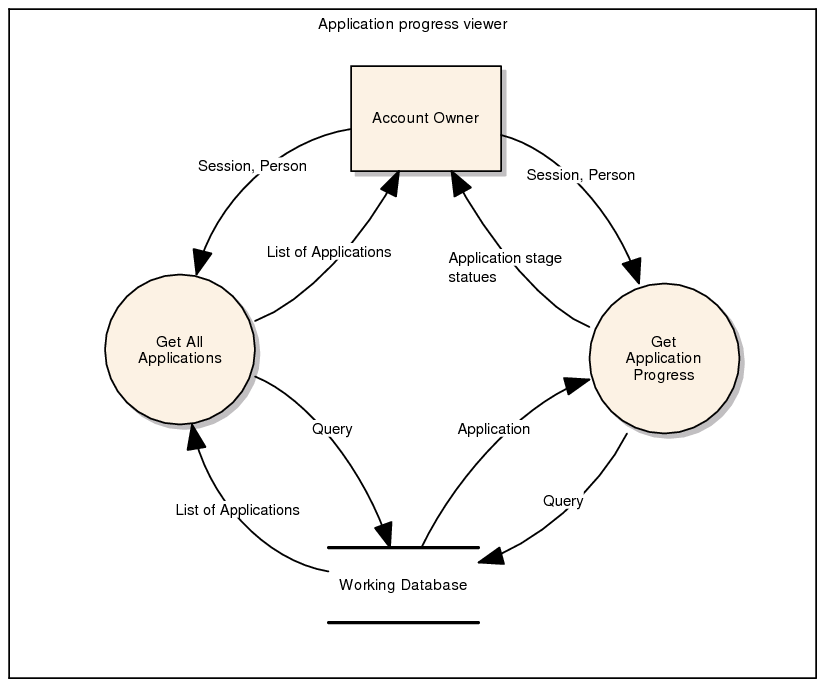 Application progress viewer
Account Owner
Session, Person
Session, Person
List of Applications
Application stage
statues
Get All
Applications
Get
Application
Progress
Query
Application
List of Applications
Query
Working Database